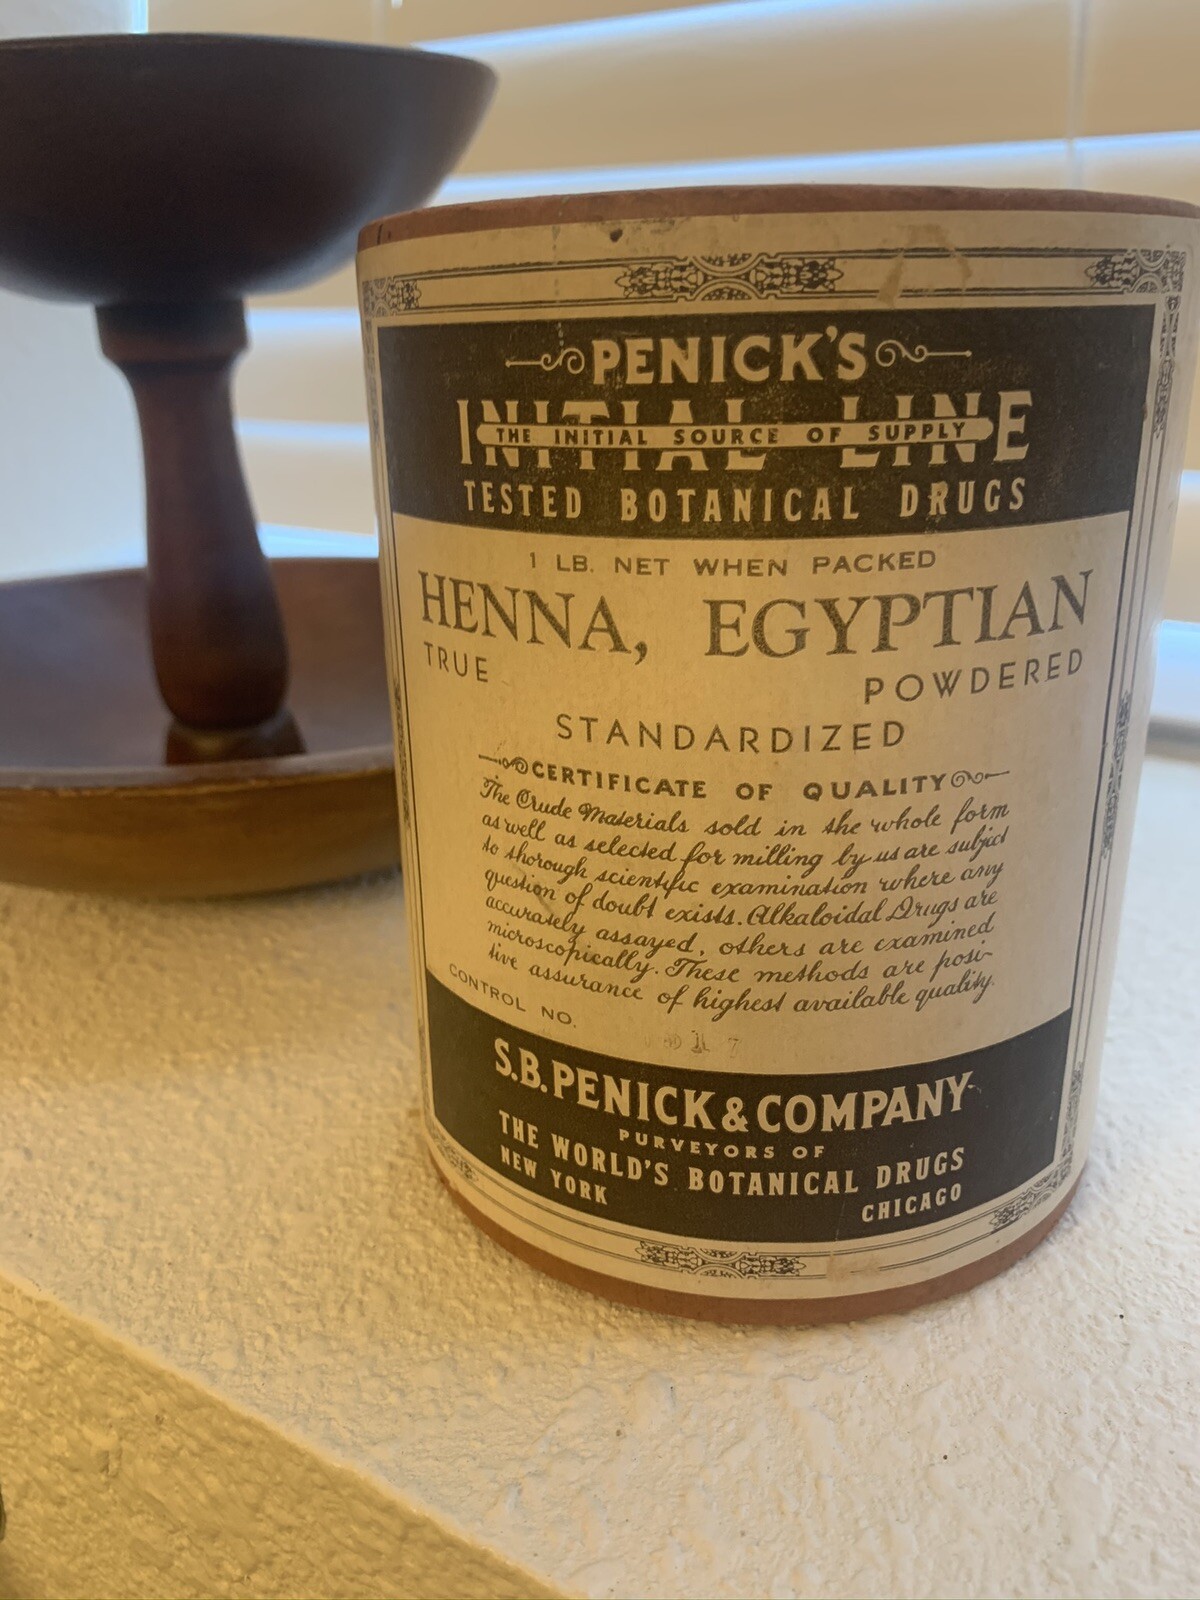 PENICK'S
INITIAL LINE
THE INITIAL SOURCE OF SUPPLY
TESTED BOTANICAL DRUGS
1 LB. NET WHEN PACKED
HENNA, EGYPTIAN
TRUE POWDERED
STANDARDIZED
CERTIFICATE OF QUALITY
The Crude Materials sold in the whole form
as well as selected for milling by us are subject
to thorough scientific examination where any
question of doubt exists. Alkaloidal Drugs are
accurately assayed, others are examined
microscopically. These methods are posi-
tive assurance of highest available quality.
CONTROL NO.
S.B. PENICK & COMPANY
PURVEYORS OF
THE WORLD'S BOTANICAL DRUGS
NEW YORK CHICAGO